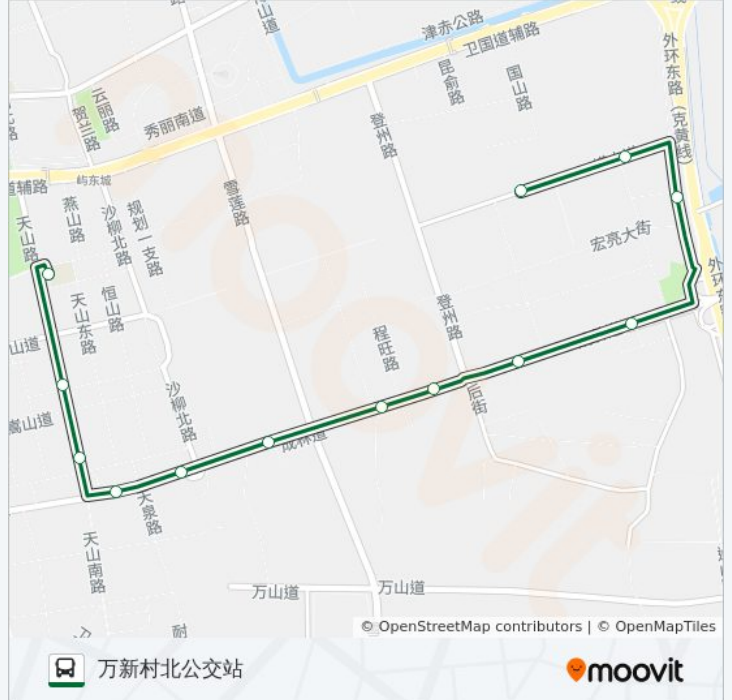 津赤公路
卫国道辅路
昆俞路
国山路
外环东路（克黄线）
云丽路
贺兰路
秀丽南道
登州路
道辅路
屿东城
燕山路
沙柳北路
规划一支路
雪莲路
天山路
宏亮大街
恒山路
天山东路
登州路
程旺路
山道
沙柳北路
嵩山道
后街
成林道
天泉路
天山南路
万山道
万山道
© OpenStreetMap contributors | © OpenMapTiles
万新村北公交站
moovit